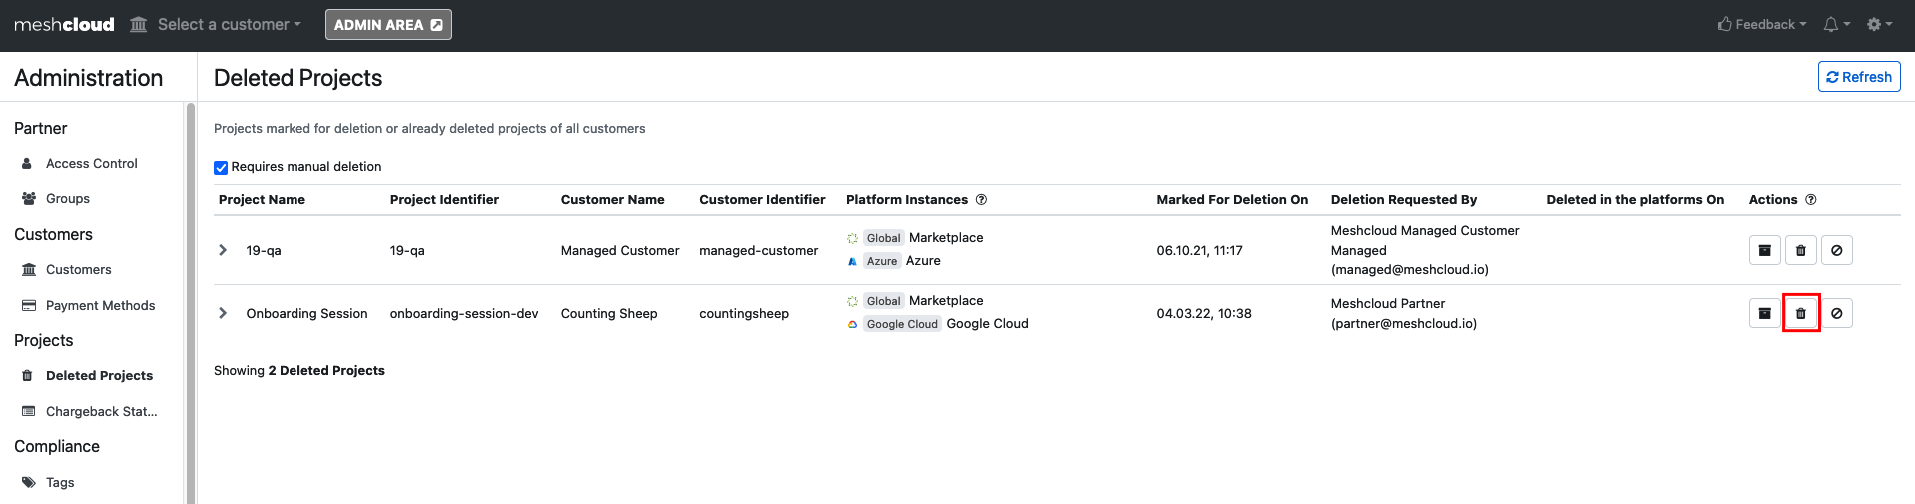 meshcloud Select a customer ADMIN AREA Feedback
Administration
Deleted Projects
Refresh
Partner
Access Control
Groups
Customers
Customers
Payment Methods
Projects
Deleted Projects
Chargeback Stat...
Compliance
Tags
Projects marked for deletion or already deleted projects of all customers
Requires manual deletion
Project Name Project Identifier Customer Name Customer Identifier Platform Instances Marked For Deletion On Deletion Requested By Deleted in the platforms On Actions
19-qa 19-qa Managed Customer managed-customer
Global Marketplace
Azure Azure
06.10.21, 11:17
Meshcloud Managed Customer
Managed
(managed@meshcloud.io)
Onboarding Session onboarding-session-dev Counting Sheep countingsheep
Global Marketplace
Google Cloud Google Cloud
04.03.22, 10:38
Meshcloud Partner
(partner@meshcloud.io)
Showing 2 Deleted Projects